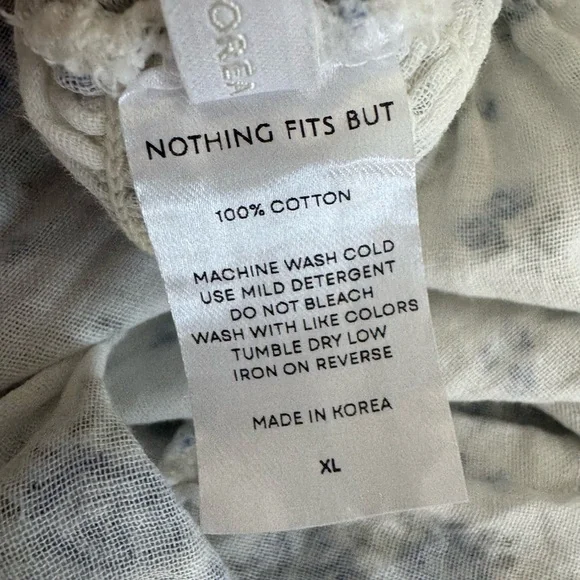 KOREA
NOTHING FITS BUT
100% COTTON
MACHINE WASH COLD
USE MILD DETERGENT
DO NOT BLEACH
WASH WITH LIKE COLORS
TUMBLE DRY LOW
IRON ON REVERSE
MADE IN KOREA
XL